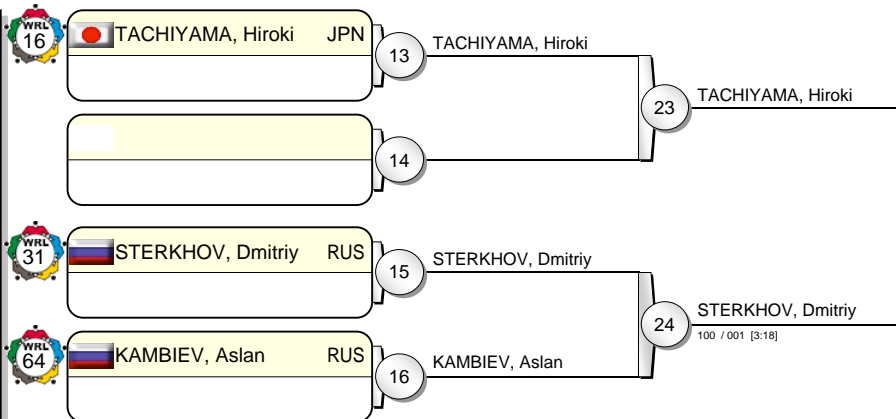 WRL
16
TACHIYAMA, Hiroki JPN
13
TACHIYAMA, Hiroki
23
TACHIYAMA, Hiroki
14
WRL
31
STERKHOV, Dmitriy RUS
15
STERKHOV, Dmitriy
24
STERKHOV, Dmitriy
100 / 001 [3:18]
WRL
64
KAMBIEV, Aslan RUS
16
KAMBIEV, Aslan